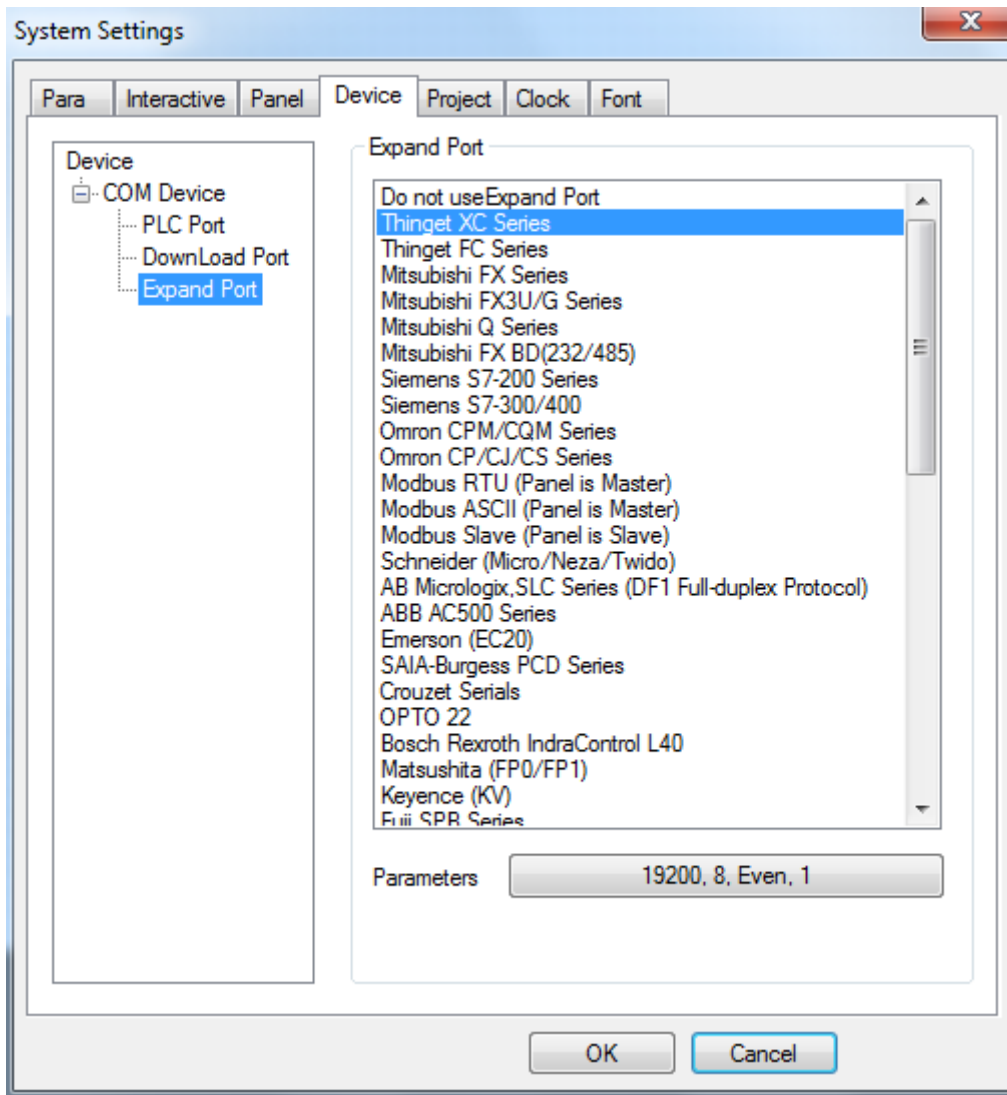 System Settings
Para Interactive Panel Device Project Clock Font
Device
COM Device
PLC Port
DownLoad Port
Expand Port
Expand Port
Do not useExpand Port
Thinget XC Series
Thinget FC Series
Mitsubishi FX Series
Mitsubishi FX3U/G Series
Mitsubishi Q Series
Mitsubishi FX BD(232/485)
Siemens S7-200 Series
Siemens S7-300/400
Omron CPM/CQM Series
Omron CP/CJ/CS Series
Modbus RTU (Panel is Master)
Modbus ASCII (Panel is Master)
Modbus Slave (Panel is Slave)
Schneider (Micro/Neza/Twido)
AB Micrologix,SLC Series (DF1 Full-duplex Protocol)
ABB AC500 Series
Emerson (EC20)
SAIA-Burgess PCD Series
Crouzet Serials
OPTO 22
Bosch Rexroth IndraControl L40
Matsushita (FP0/FP1)
Keyence (KV)
Fuji SPB Series
Parameters 19200, 8, Even, 1
OK Cancel